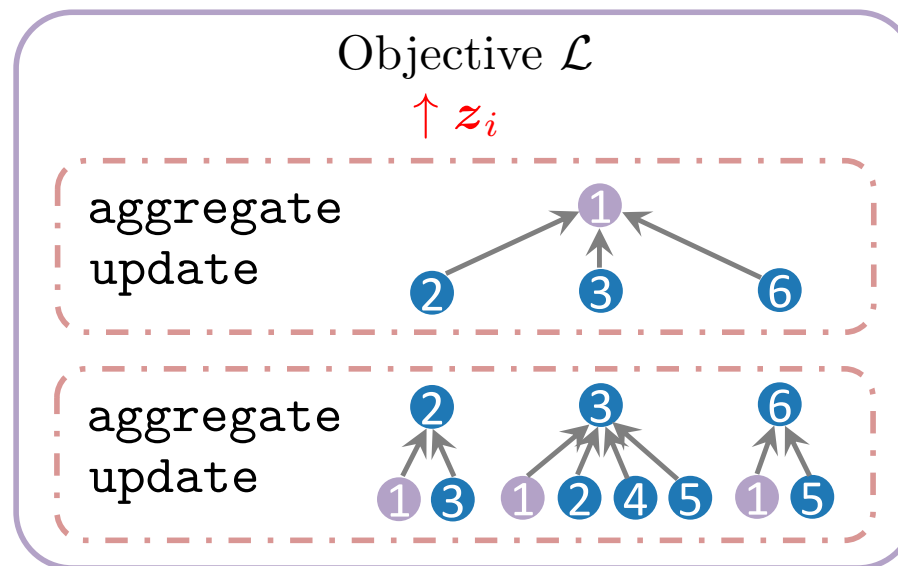 Objective ℒ
↑ z_i
aggregate
update
1
2 3 6
aggregate
update
2 3 6
1 3 1 2 4 5 1 5